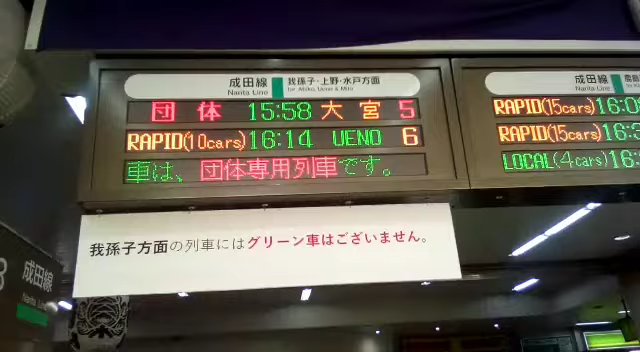 成田線 我孫子・上野・水戸方面
Narita Line for Abiko, Ueno & Mito
団体 15:58 大宮 5
RAPID(10cars) 16:14 UENO 6
車は、団体専用列車です。
我孫子方面の列車にはグリーン車はございません。
成田線
Narita Line
RAPID(15cars)
RAPID(15cars) 16:
LOCAL(4cars) 16:
成田線
Narita Line